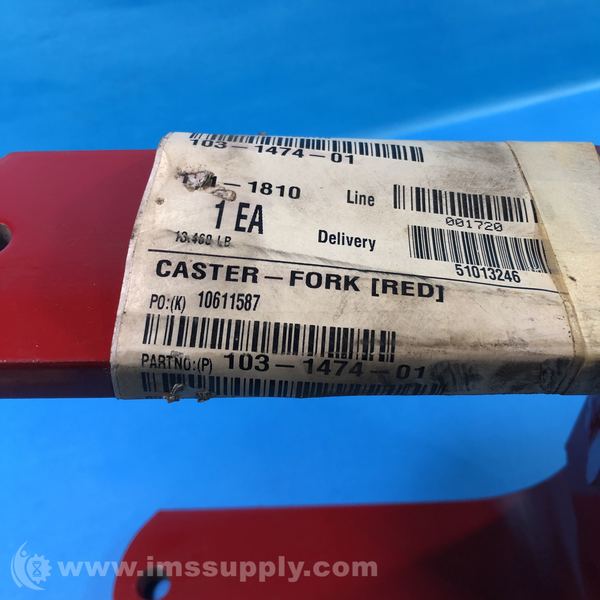 103-1474-01
-1810 Line
001720
1 EA
13.460 LB
Delivery
51013246
CASTER-FORK [RED]
PO:(K) 10611587
PARTNO:(P) 103-1474-01
www.imssupply.com